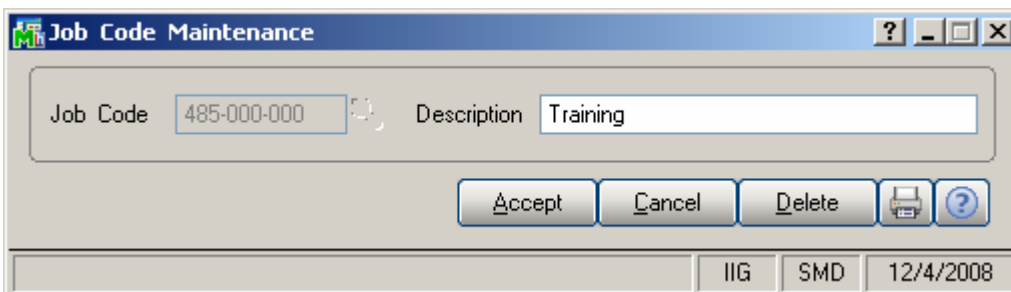 Job Code Maintenance
Job Code 485-000-000 Description Training
Accept Cancel Delete
IIG SMD 12/4/2008